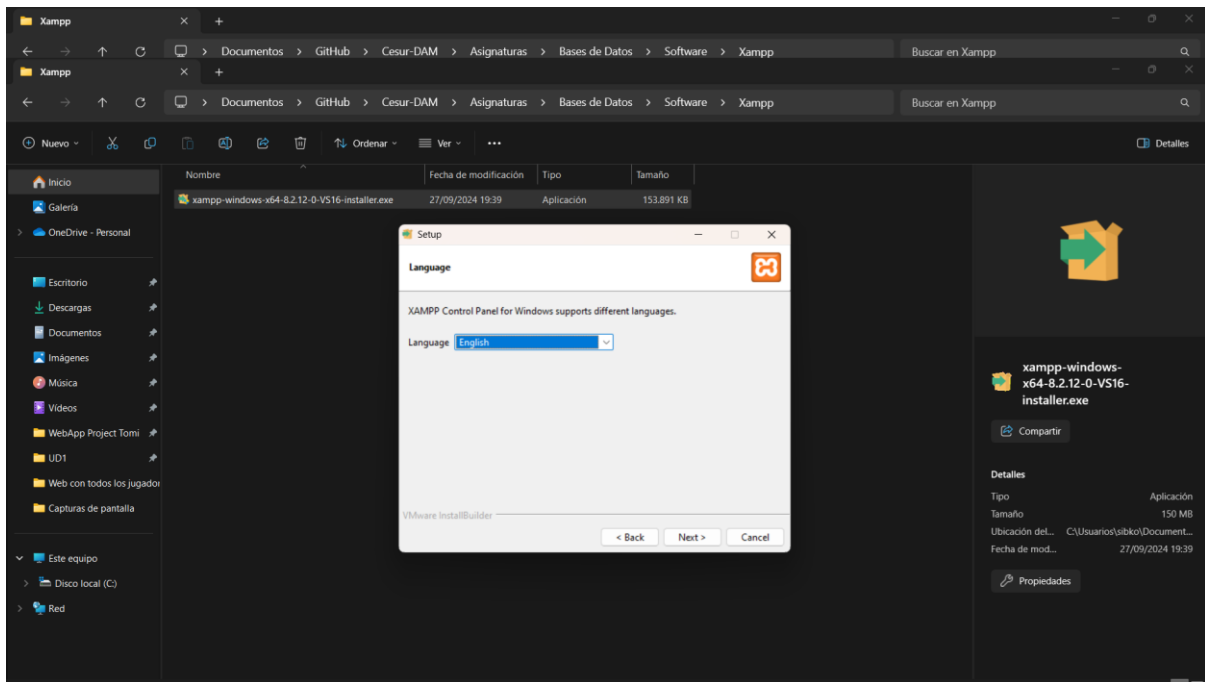 Xampp
Documentos > GitHub > Cesur-DAM > Asignaturas > Bases de Datos > Software > Xampp
Buscar en Xampp
Xampp
Documentos > GitHub > Cesur-DAM > Asignaturas > Bases de Datos > Software > Xampp
Buscar en Xampp
Nuevo
Ordenar
Ver
Detalles
Nombre Fecha de modificación Tipo Tamaño
xampp-windows-x64-8.2.12-0-VS16-installer.exe 27/09/2024 19:39 Aplicación 153.891 KB
Inicio
Galería
OneDrive - Personal
Escritorio
Descargas
Documentos
Imágenes
Música
Vídeos
WebApp Project Tomi
UD1
Web con todos los jugador
Capturas de pantalla
Este equipo
Disco local (C:)
Red
Setup
Language
XAMPP Control Panel for Windows supports different languages.
Language English
VMware InstallBuilder
< Back Next > Cancel
xampp-windows-
x64-8.2.12-0-VS16-
installer.exe
Compartir
Detalles
Tipo Aplicación
Tamaño 150 MB
Ubicación del... C:\Usuarios\sibko\Document...
Fecha de mod... 27/09/2024 19:39
Propiedades